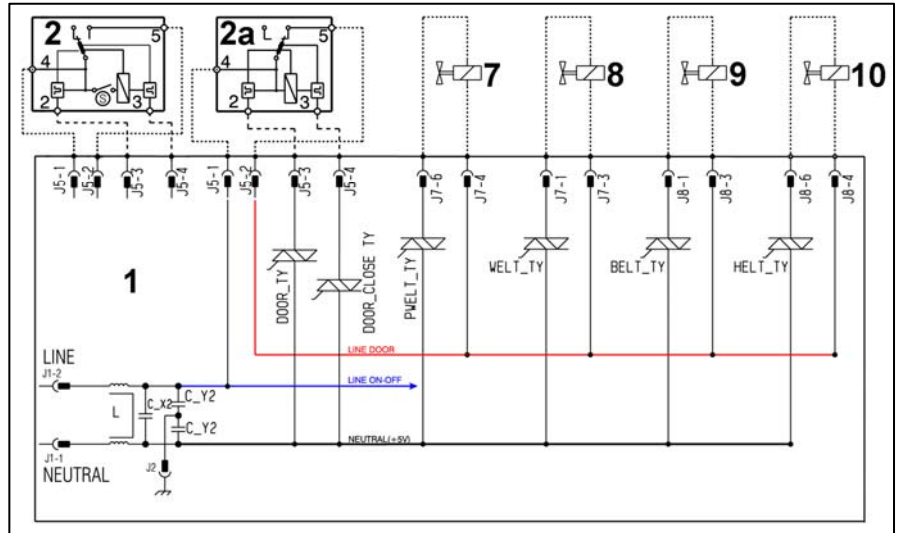 2
5
4
S
2
3
2a
5
4
2
3
7
8
9
10
J5-1
J5-2
J5-3
J5-4
J5-1
J5-2
J5-3
J5-4
J7-6
J7-4
J7-1
J7-3
J8-1
J8-3
J8-6
J8-4
1
DOOR_TY
DOOR_CLOSE TY
PWELT_TY
WELT_TY
BELT_TY
HELT_TY
LINE DOOR
LINE
J1-2
LINE ON-OFF
L
C_X2
C_Y2
C_Y2
NEUTRAL(+5V)
J1-1
NEUTRAL
J2